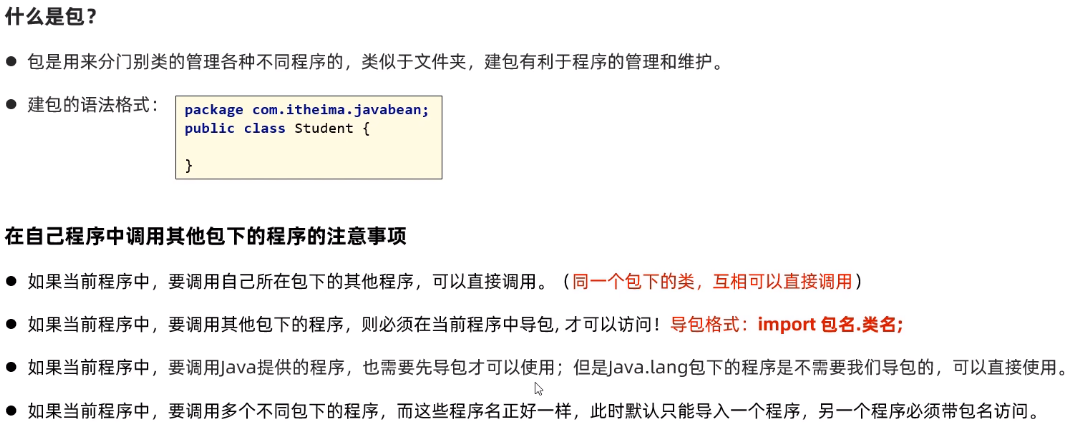 什么是包？
● 包是用来分门别类的管理各种不同程序的，类似于文件夹，建包有利于程序的管理和维护。
● 建包的语法格式：
package com.itheima.javabean;
public class Student {
}
在自己程序中调用其他包下的程序的注意事项
● 如果当前程序中，要调用自己所在包下的其他程序，可以直接调用。（同一个包下的类，互相可以直接调用）
● 如果当前程序中，要调用其他包下的程序，则必须在当前程序中导包, 才可以访问！导包格式：import 包名.类名;
● 如果当前程序中，要调用Java提供的程序，也需要先导包才可以使用；但是Java.lang包下的程序是不需要我们导包的，可以直接使用。
● 如果当前程序中，要调用多个不同包下的程序，而这些程序名正好一样，此时默认只能导入一个程序，另一个程序必须带包名访问。